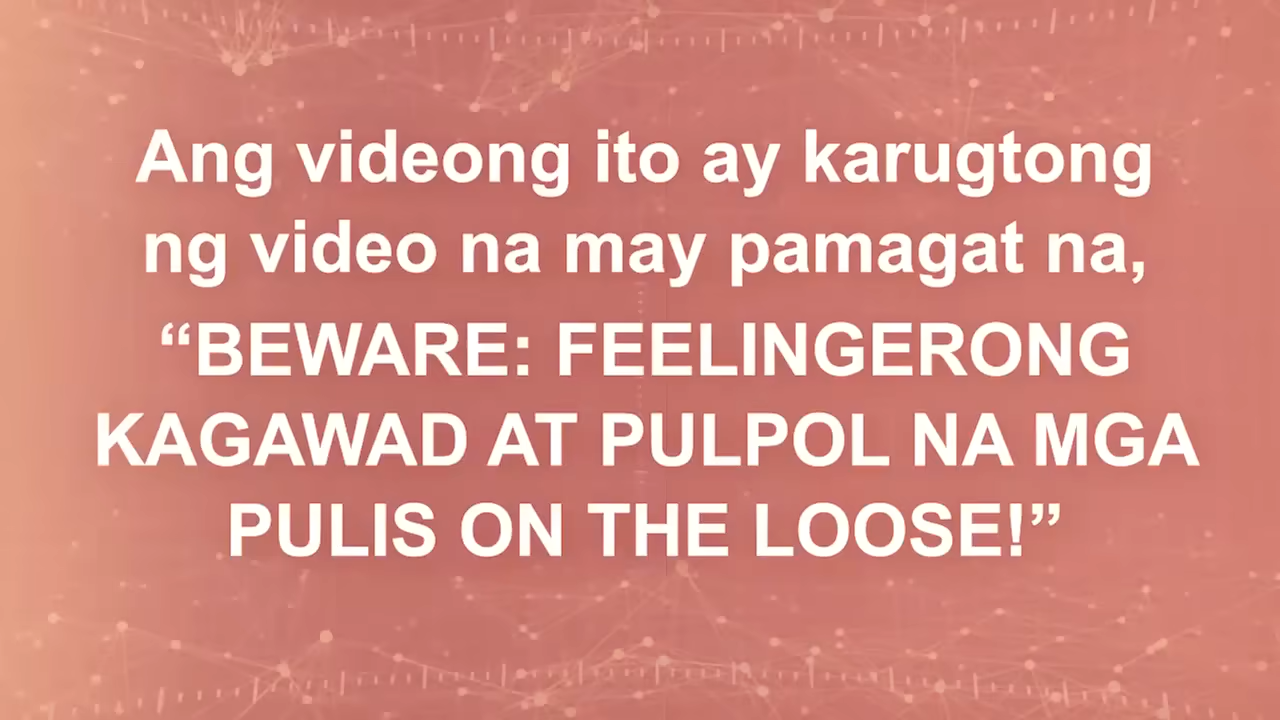 Ang videong ito ay karugtong
ng video na may pamagat na,
“BEWARE: FEELINGERONG
KAGAWAD AT PULPOL NA MGA
PULIS ON THE LOOSE!”